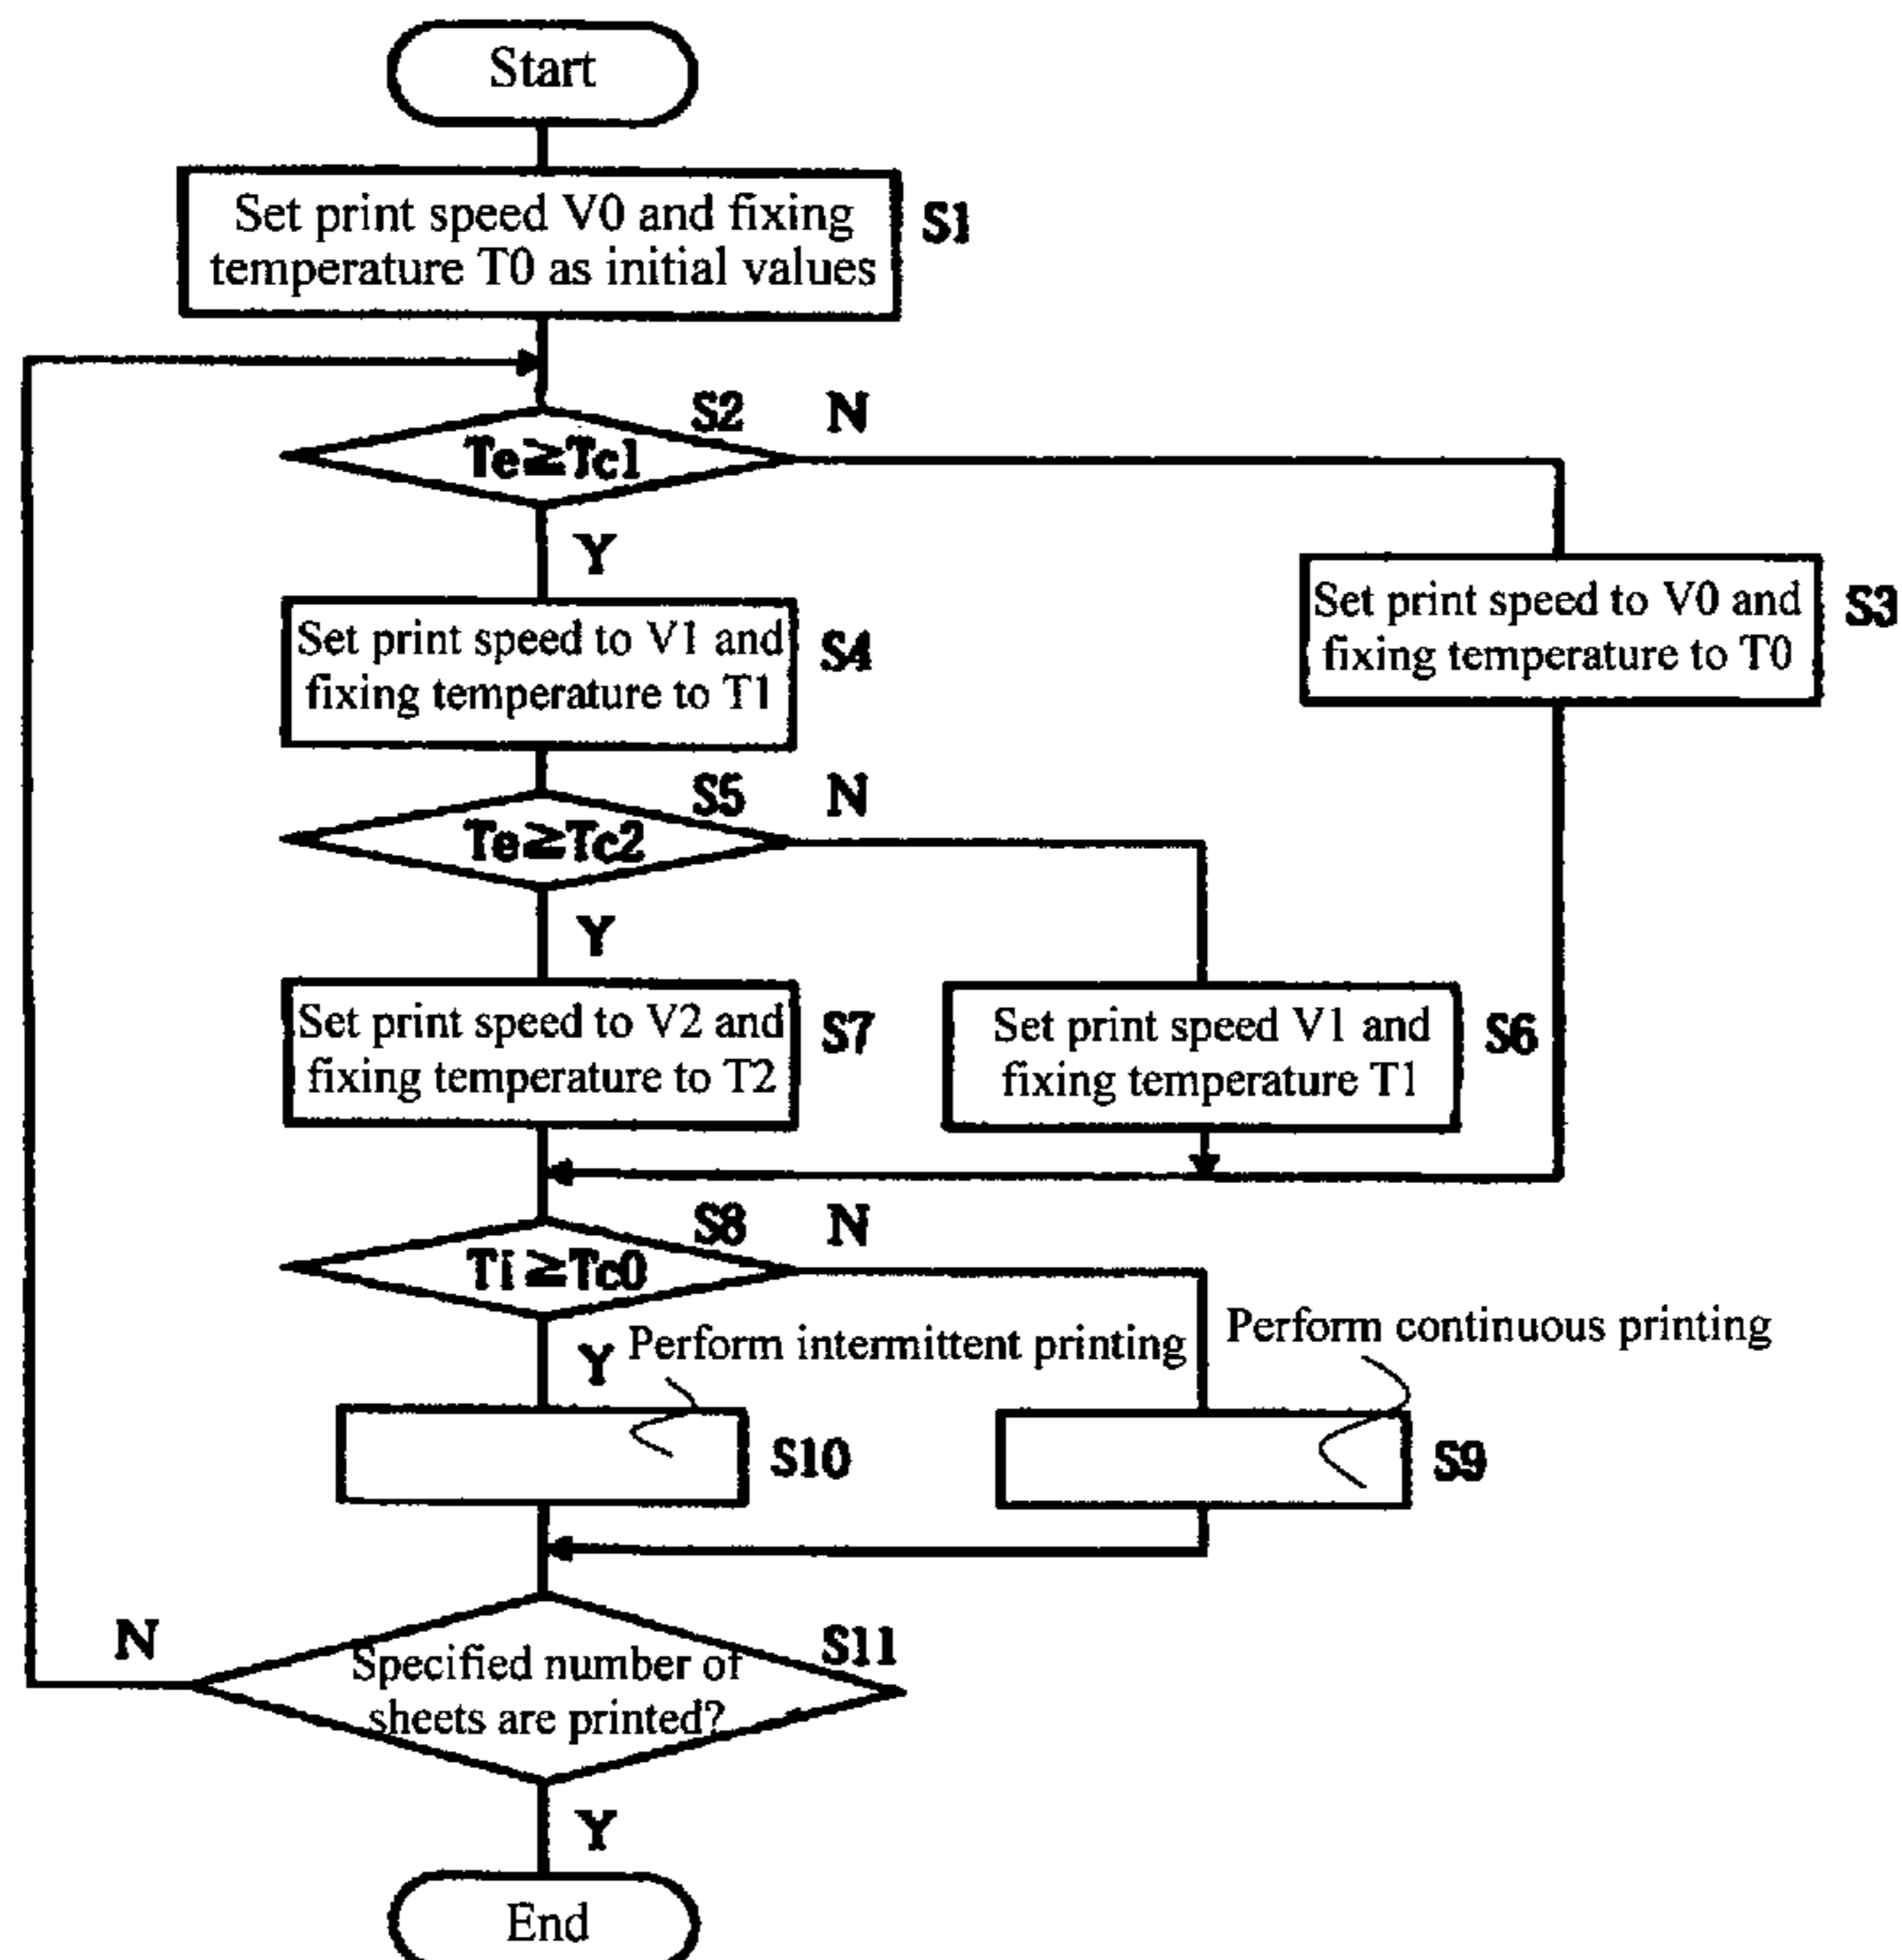 Start
Set print speed V0 and fixing
temperature T0 as initial values
S1
S2
N
Te≧Tc1
Y
Set print speed to V0 and
fixing temperature to T0
S3
Set print speed to V1 and
fixing temperature to T1
S4
S5
N
Te≧Tc2
Y
Set print speed to V2 and
fixing temperature to T2
S7
Set print speed V1 and
fixing temperature T1
S6
S8
N
Ti≧Tc0
Y
Perform intermittent printing
Perform continuous printing
S10
S9
N
Specified number of
sheets are printed?
S11
Y
End